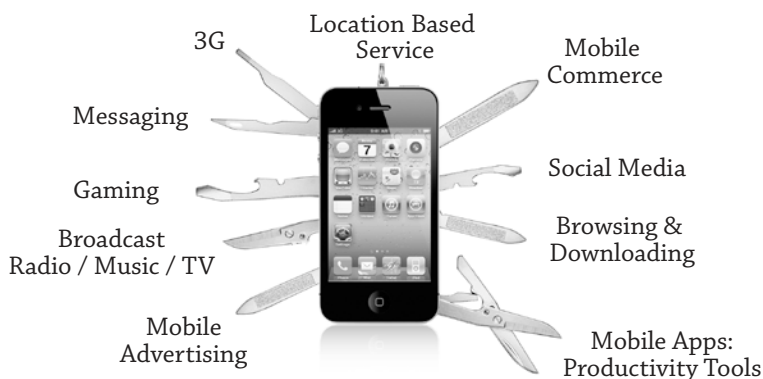 3G
Location Based
Service
Mobile
Commerce
Messaging
Social Media
Gaming
Browsing &
Downloading
Broadcast
Radio / Music / TV
Mobile
Advertising
Mobile Apps:
Productivity Tools
7